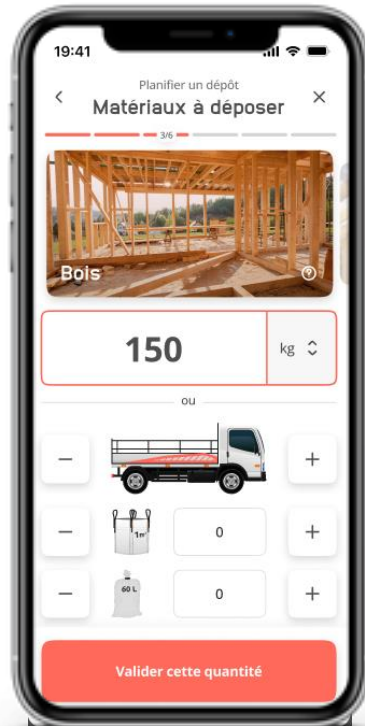 19:41
Planifier un dépôt
Matériaux à déposer
3/6
Bois
150
kg
ou
1m³
0
60 L
0
Valider cette quantité